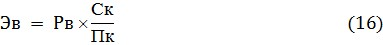 Эв = Рв × Ск/Пк (16)